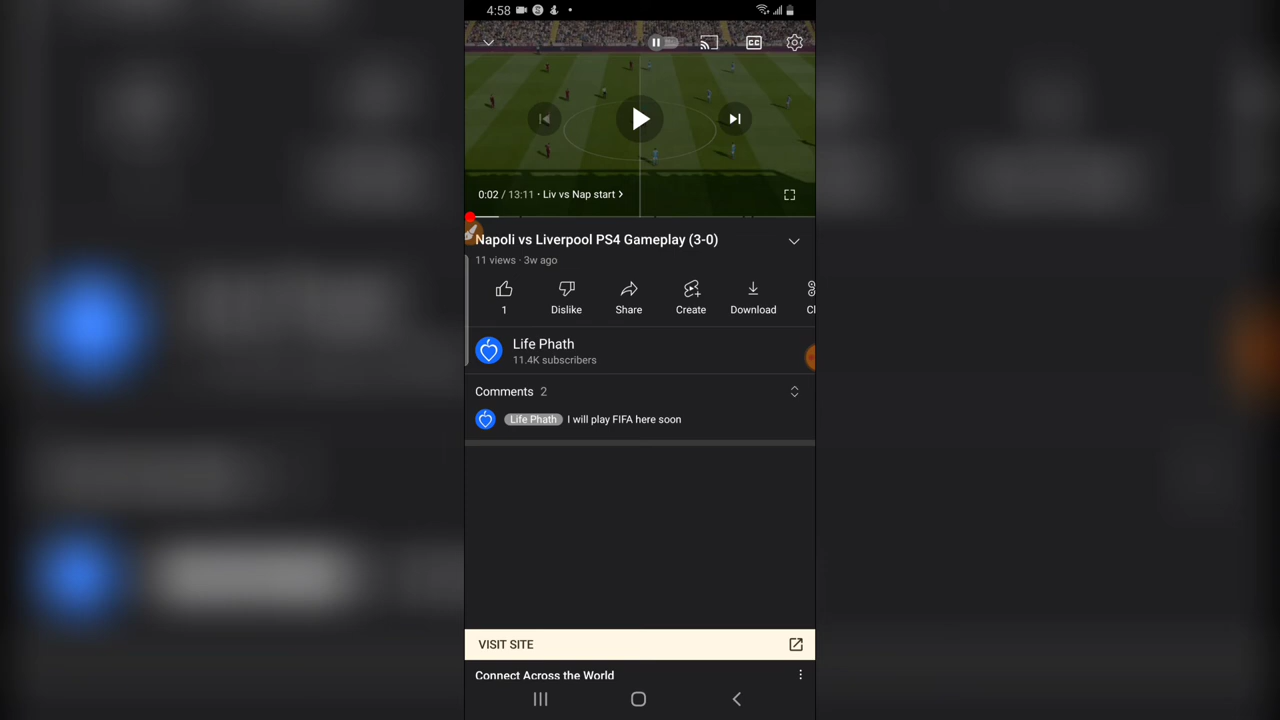 4:58
CC
0:02 / 13:11 • Liv vs Nap start
Napoli vs Liverpool PS4 Gameplay (3-0)
11 views · 3w ago
1 Dislike Share Create Download Cl
Life Phath
11.4K subscribers
Comments 2
Life Phath I will play FIFA here soon
VISIT SITE
Connect Across the World